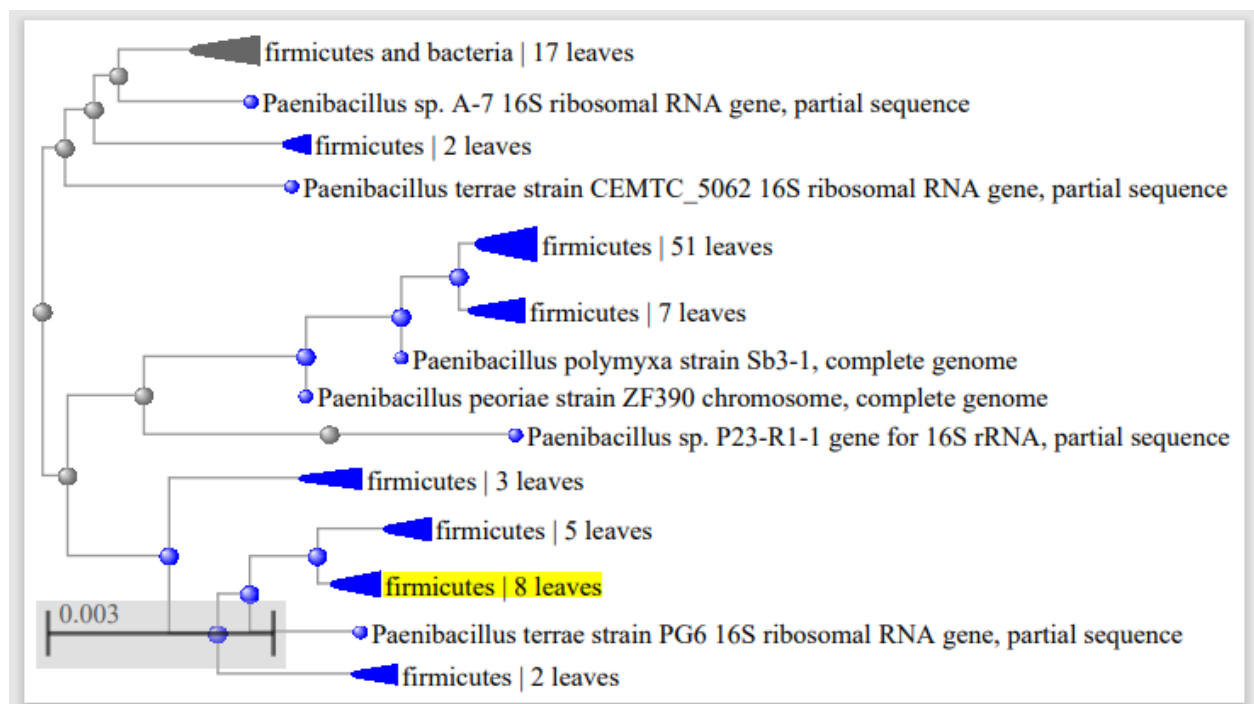 firmicutes and bacteria | 17 leaves
Paenibacillus sp. A-7 16S ribosomal RNA gene, partial sequence
firmicutes | 2 leaves
Paenibacillus terrae strain CEMTC_5062 16S ribosomal RNA gene, partial sequence
firmicutes | 51 leaves
firmicutes | 7 leaves
Paenibacillus polymyxa strain Sb3-1, complete genome
Paenibacillus peoriae strain ZF390 chromosome, complete genome
Paenibacillus sp. P23-R1-1 gene for 16S rRNA, partial sequence
firmicutes | 3 leaves
firmicutes | 5 leaves
firmicutes | 8 leaves
0.003
Paenibacillus terrae strain PG6 16S ribosomal RNA gene, partial sequence
firmicutes | 2 leaves